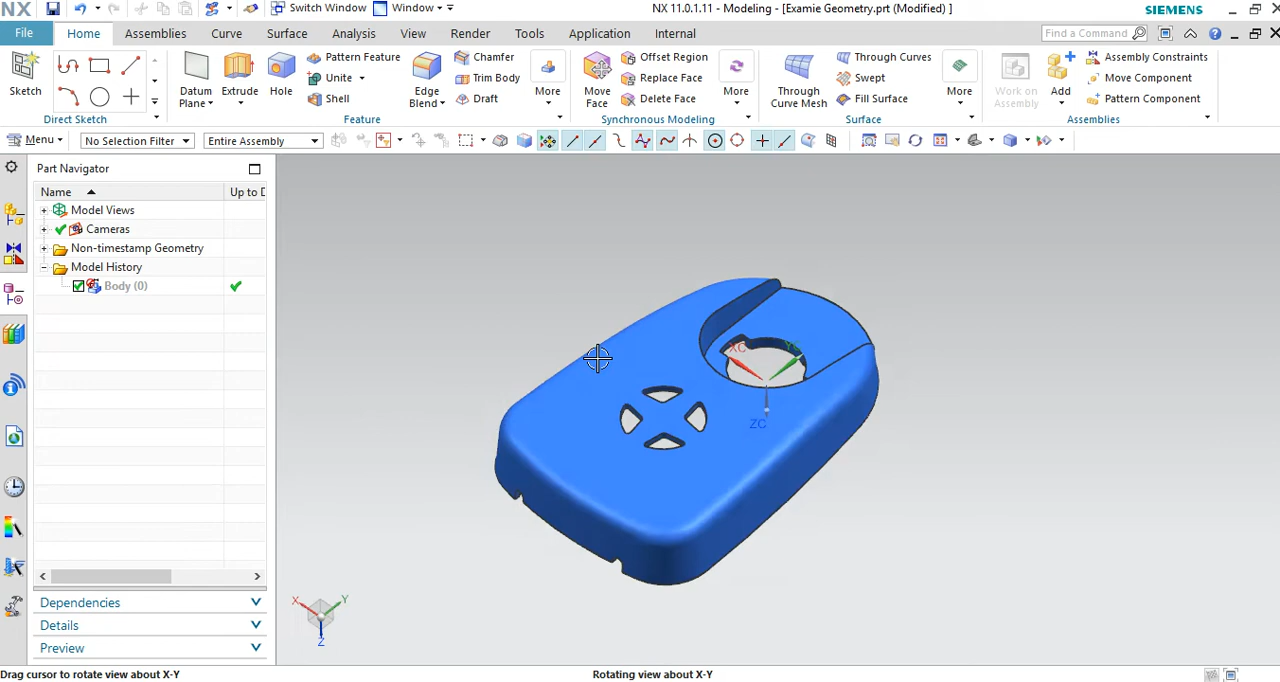 NX Switch Window Window NX 11.0.1.11 - Modeling - [Examie Geometry.prt (Modified) ] SIEMENS
File Home Assemblies Curve Surface Analysis View Render Tools Application Internal Find a Command
Sketch
Direct Sketch
Datum Plane
Extrude
Hole
Pattern Feature
Unite
Shell
Edge Blend
Chamfer
Trim Body
Draft
More
Feature
Move Face
Offset Region
Replace Face
Delete Face
More
Synchronous Modeling
Through Curve Mesh
Through Curves
Swept
Fill Surface
More
Surface
Work on Assembly
Add
Assembly Constraints
Move Component
Pattern Component
Assemblies
Menu No Selection Filter Entire Assembly
Part Navigator
Name Up to D
Model Views
Cameras
Non-timestamp Geometry
Model History
Body (0)
XC
ZC
X Y
Z
Dependencies
Details
Preview
Drag cursor to rotate view about X-Y Rotating view about X-Y